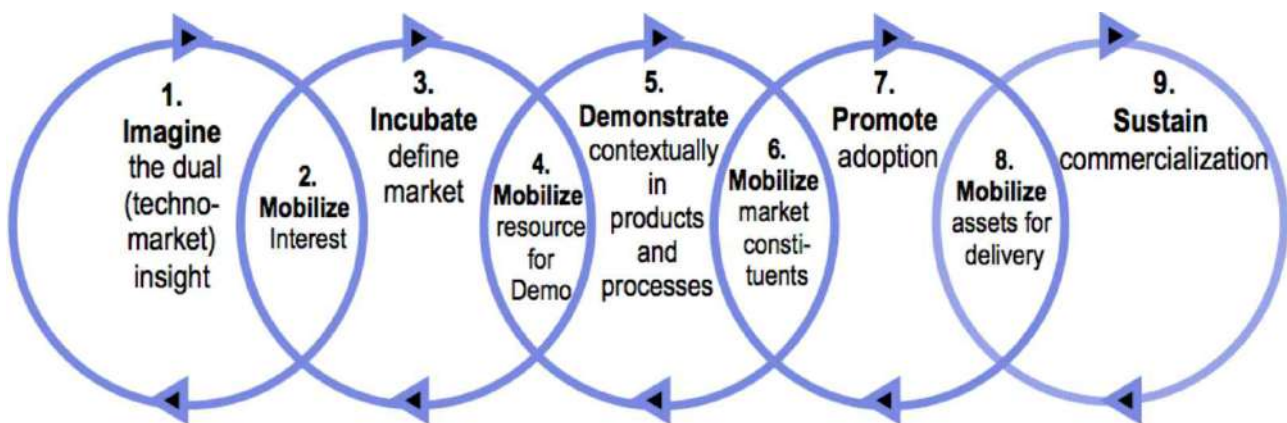 1.
Imagine
the dual
(techno-
market)
insight
2.
Mobilize
Interest
3.
Incubate
define
market
4.
Mobilize
resource
for
Demo
5.
Demonstrate
contextually
in
products
and
processes
6.
Mobilize
market
consti-
tuents
7.
Promote
adoption
8.
Mobilize
assets for
delivery
9.
Sustain
commercialization